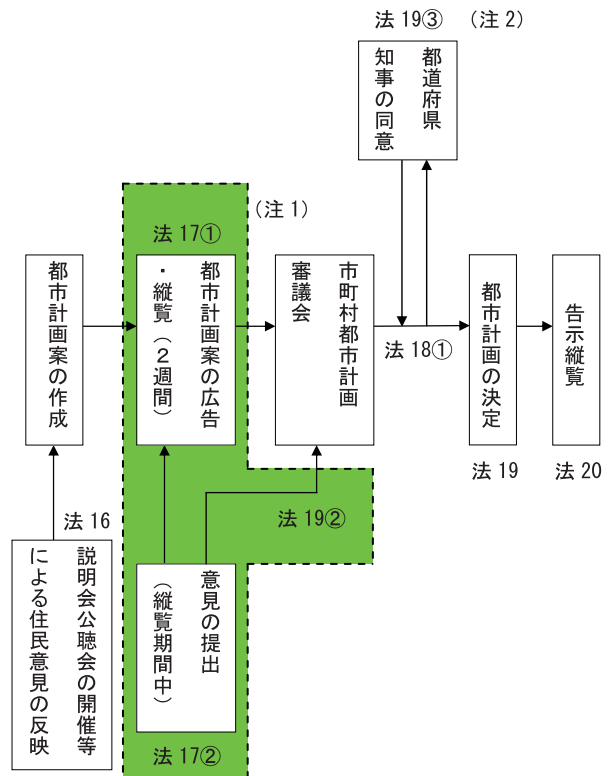 法 19③ (注 2)
都道府県
知事の同意
(注 1)
法 17①
都市計画案の作成
都市計画案の広告
・縦覧(2週間)
市町村都市計画
審議会
法 18①
都市計画の決定
告示縦覧
法 19
法 20
法 16
法 19②
説明会公聴会の開催等
による住民意見の反映
意見の提出
(縦覧期間中)
法 17②